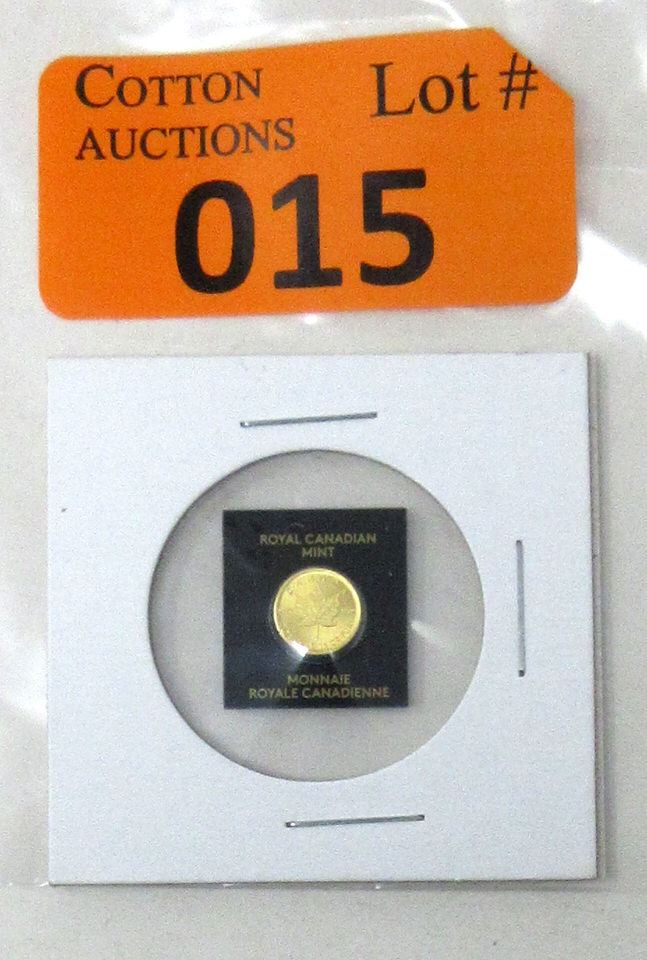 COTTON
AUCTIONS
Lot #
015
ROYAL CANADIAN
MINT
MONNAIE
ROYALE CANADIENNE